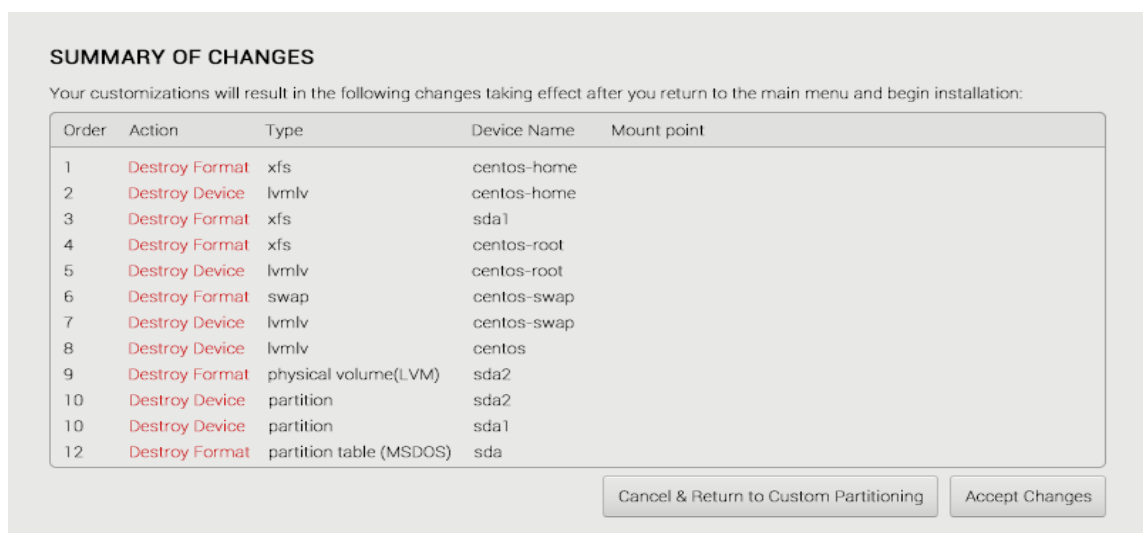 SUMMARY OF CHANGES
Your customizations will result in the following changes taking effect after you return to the main menu and begin installation:
Order Action Type Device Name Mount point
1 Destroy Format xfs centos-home
2 Destroy Device lvmlv centos-home
3 Destroy Format xfs sda1
4 Destroy Format xfs centos-root
5 Destroy Device lvmlv centos-root
6 Destroy Format swap centos-swap
7 Destroy Device lvmlv centos-swap
8 Destroy Device lvmlv centos
9 Destroy Format physical volume(LVM) sda2
10 Destroy Device partition sda2
10 Destroy Device partition sda1
12 Destroy Format partition table (MSDOS) sda
Cancel & Return to Custom Partitioning Accept Changes